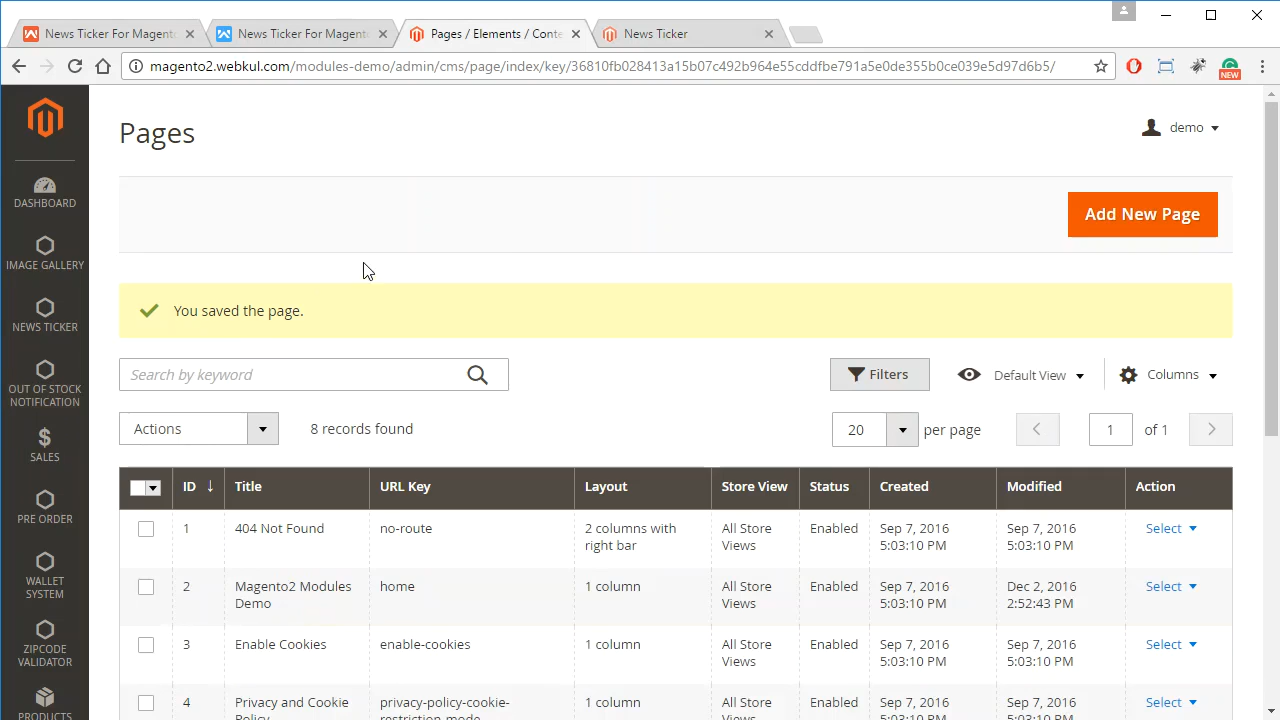 News Ticker For Magent
News Ticker For Magent
Pages / Elements / Conte
News Ticker
magento2.webkul.com/modules-demo/admin/cms/page/index/key/36810fb028413a15b07c492b964e55cddfbe791a5e0de355b0ce039e5d97d6b5/
NEW
DASHBOARD
IMAGE GALLERY
NEWS TICKER
OUT OF STOCK
NOTIFICATION
SALES
PRE ORDER
WALLET
SYSTEM
ZIPCODE
VALIDATOR
PRODUCTS
Pages
demo
Add New Page
You saved the page.
Search by keyword
Filters
Default View
Columns
Actions
8 records found
20
per page
1
of 1
ID ↓ Title URL Key Layout Store View Status Created Modified Action
1 404 Not Found no-route 2 columns with All Store Enabled Sep 7, 2016 Sep 7, 2016 Select
right bar Views 5:03:10 PM 5:03:10 PM
2 Magento2 Modules home 1 column All Store Enabled Sep 7, 2016 Dec 2, 2016 Select
Demo Views 5:03:10 PM 2:52:43 PM
3 Enable Cookies enable-cookies 1 column All Store Enabled Sep 7, 2016 Sep 7, 2016 Select
Views 5:03:10 PM 5:03:10 PM
4 Privacy and Cookie privacy-policy-cookie- 1 column All Store Enabled Sep 7, 2016 Sep 7, 2016 Select
Policy restriction-mode Views 5:03:10 PM 5:03:10 PM